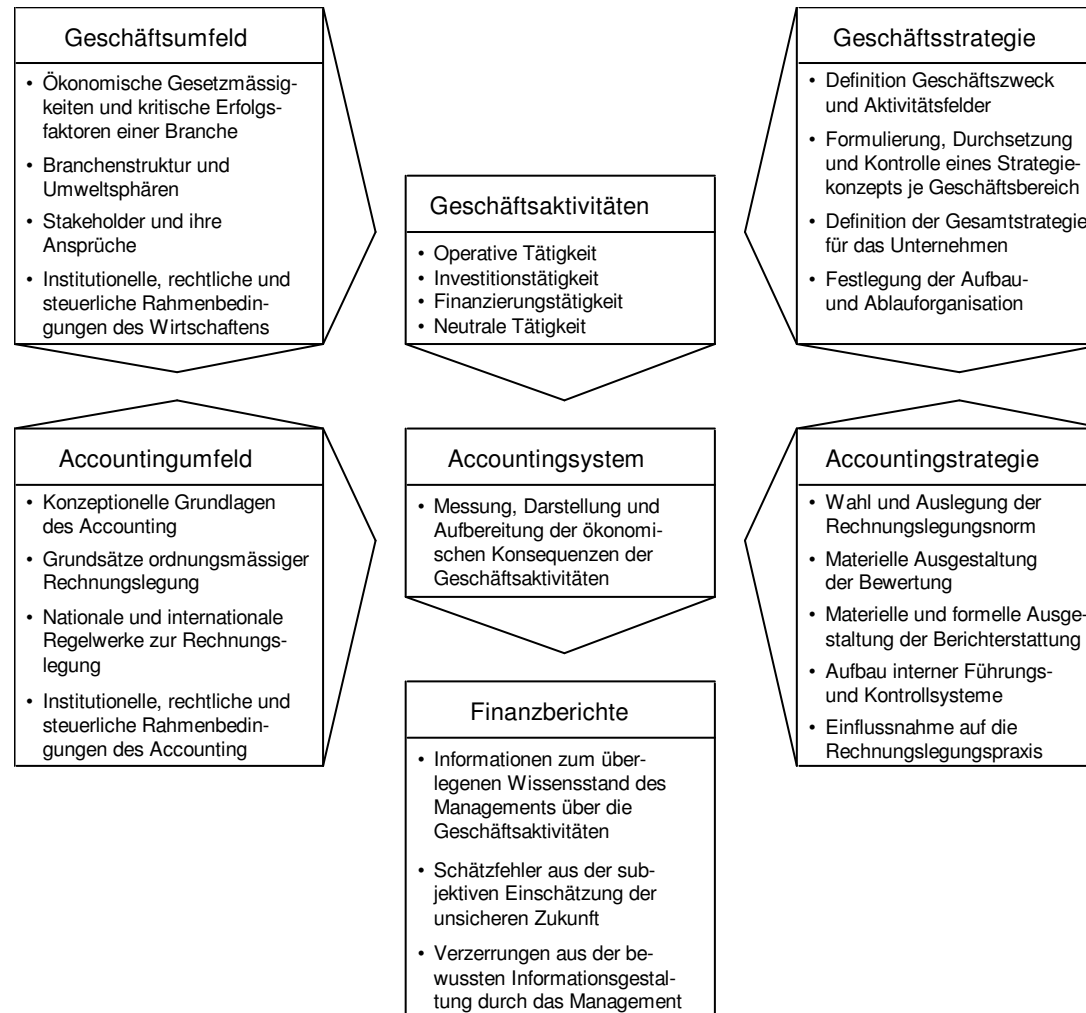 Geschäftsumfeld
• Ökonomische Gesetzmässig-
keiten und kritische Erfolgs-
faktoren einer Branche
• Branchenstruktur und
Umweltsphären
• Stakeholder und ihre
Ansprüche
• Institutionelle, rechtliche und
steuerliche Rahmenbedin-
gungen des Wirtschaftens
Geschäftsaktivitäten
• Operative Tätigkeit
• Investitionstätigkeit
• Finanzierungstätigkeit
• Neutrale Tätigkeit
Geschäftsstrategie
• Definition Geschäftszweck
und Aktivitätsfelder
• Formulierung, Durchsetzung
und Kontrolle eines Strategie-
konzepts je Geschäftsbereich
• Definition der Gesamtstrategie
für das Unternehmen
• Festlegung der Aufbau-
und Ablauforganisation
Accountingumfeld
• Konzeptionelle Grundlagen
des Accounting
• Grundsätze ordnungsmässiger
Rechnungslegung
• Nationale und internationale
Regelwerke zur Rechnungs-
legung
• Institutionelle, rechtliche und
steuerliche Rahmenbedin-
gungen des Accounting
Accountingsystem
• Messung, Darstellung und
Aufbereitung der ökonomi-
schen Konsequenzen der
Geschäftsaktivitäten
Accountingstrategie
• Wahl und Auslegung der
Rechnungslegungsnorm
• Materielle Ausgestaltung
der Bewertung
• Materielle und formelle Ausge-
staltung der Berichterstattung
• Aufbau interner Führungs-
und Kontrollsysteme
• Einflussnahme auf die
Rechnungslegungspraxis
Finanzberichte
• Informationen zum über-
legenen Wissensstand des
Managements über die
Geschäftsaktivitäten
• Schätzfehler aus der sub-
jektiven Einschätzung der
unsicheren Zukunft
• Verzerrungen aus der be-
wussten Informationsgestal-
tung durch das Management